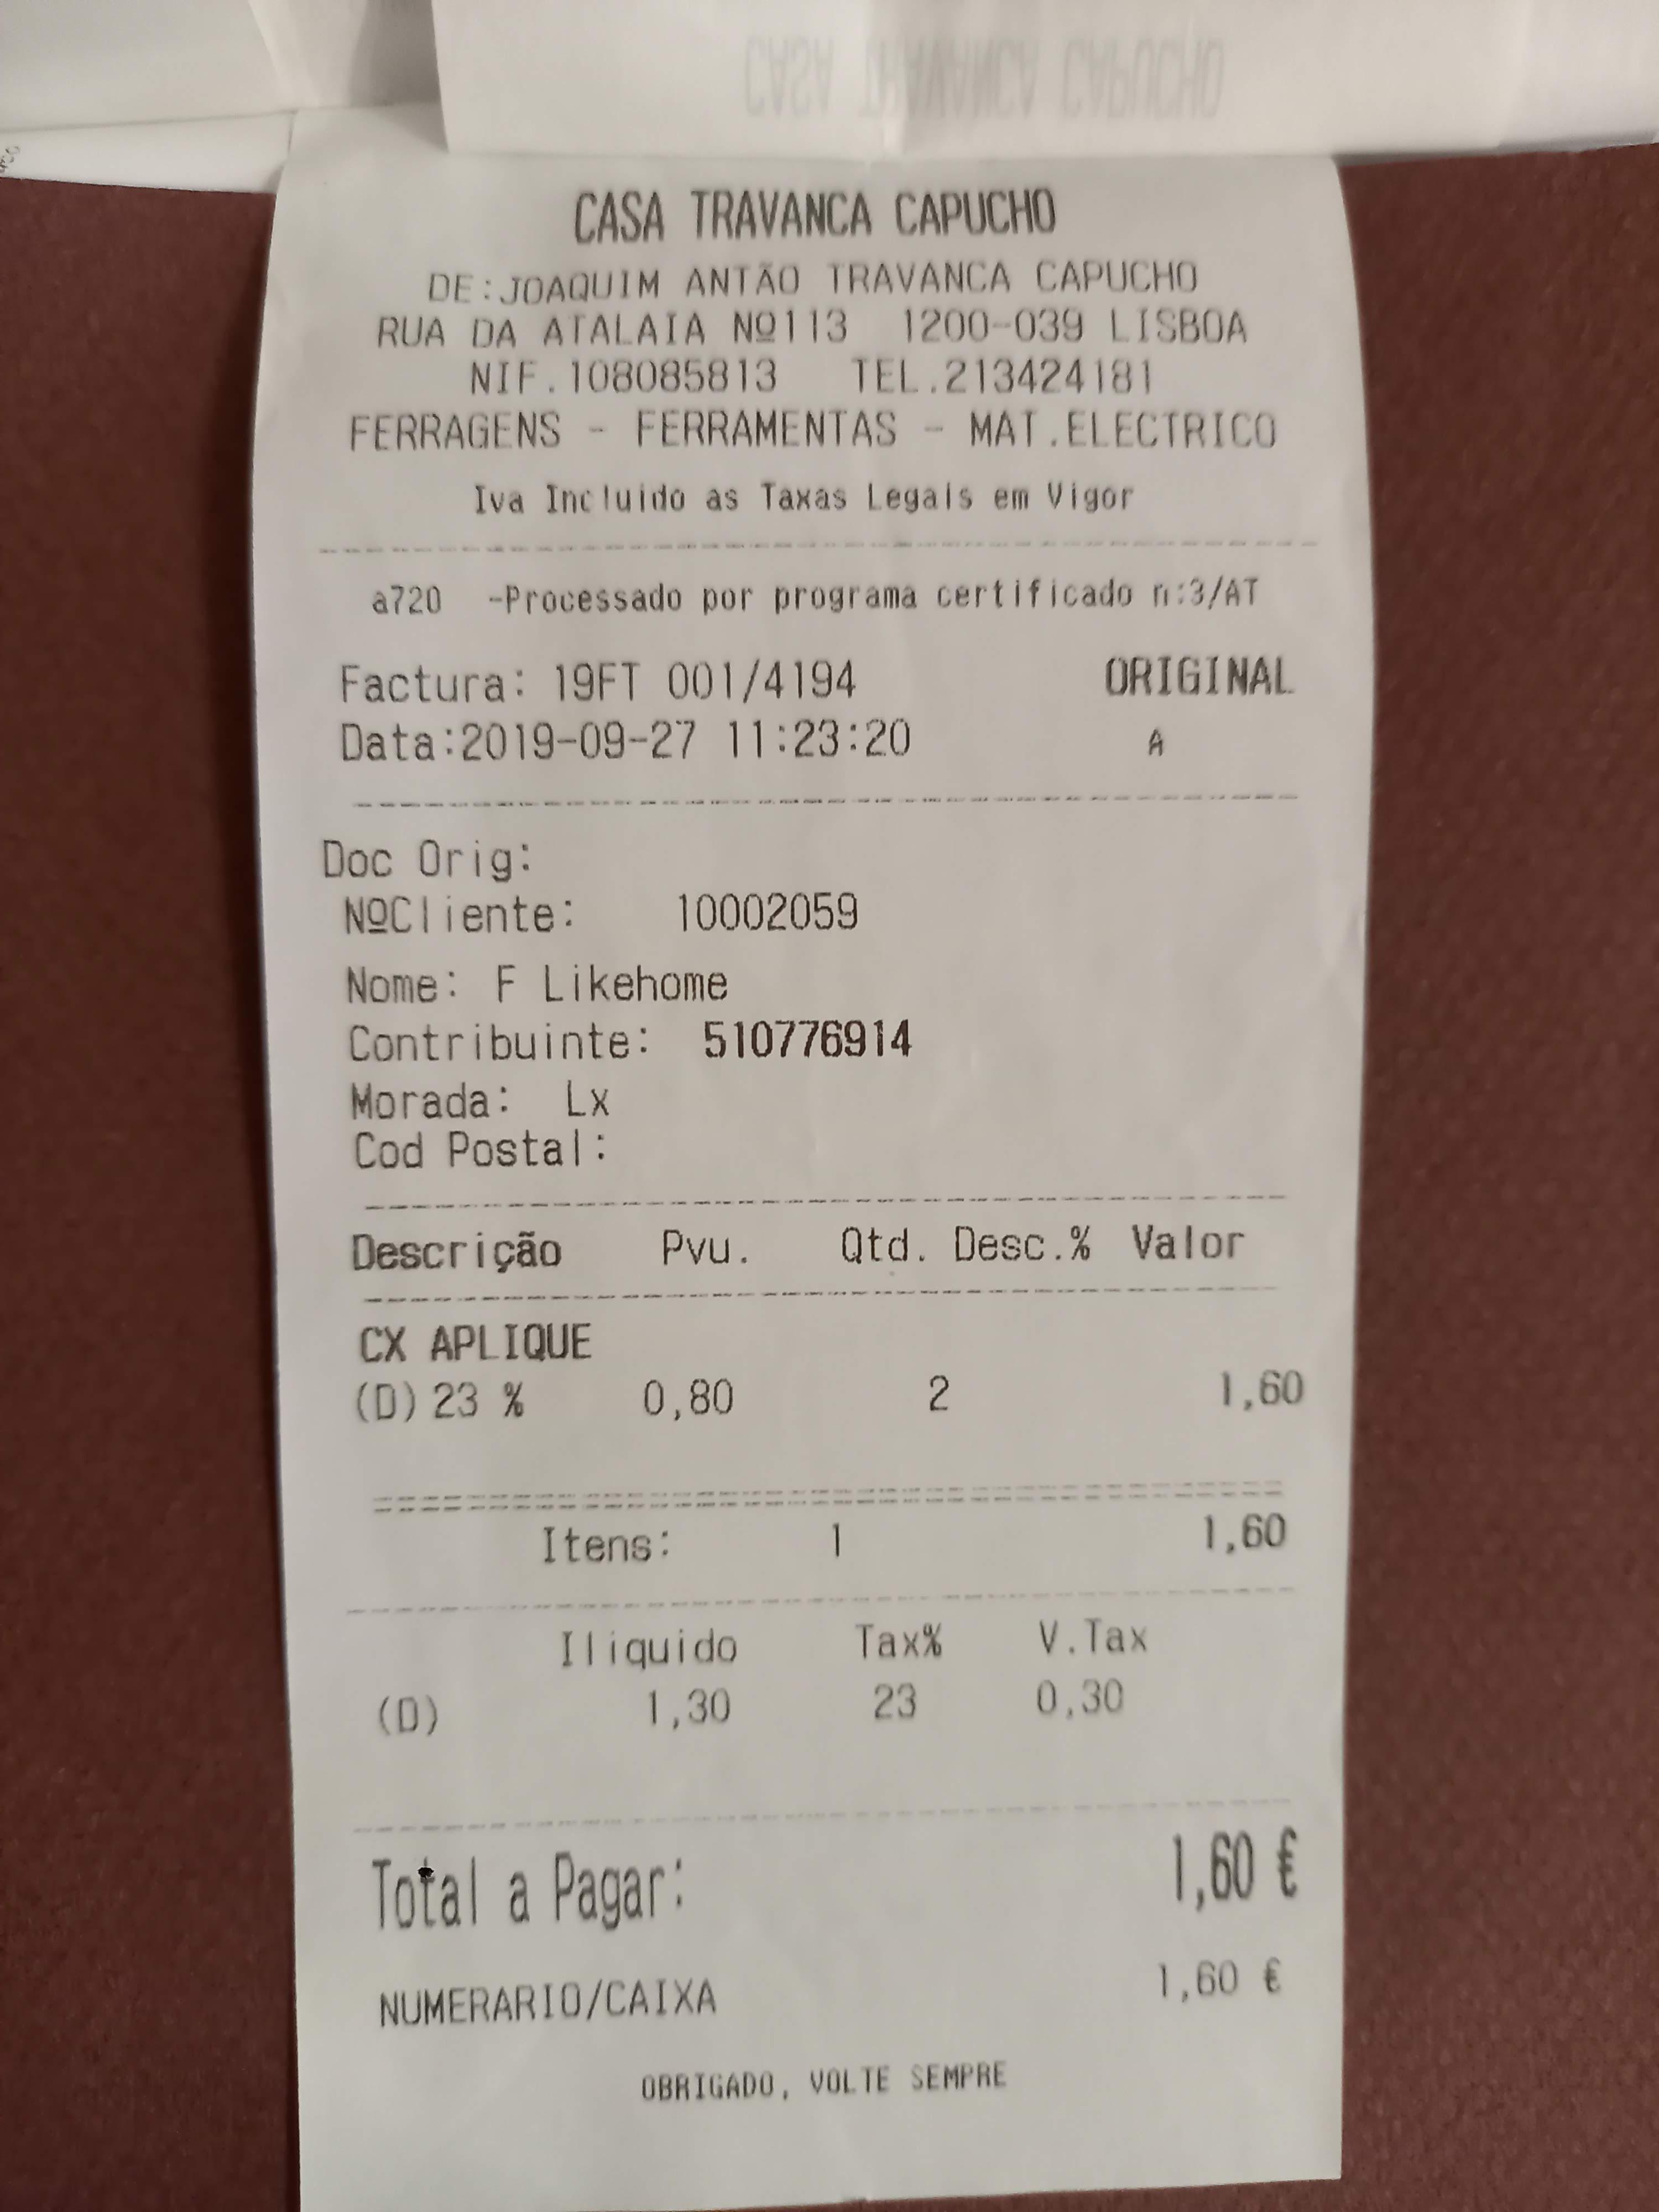 CASA TRAVANCA CAPUCHO
CASA TRAVANCA CAPUCHO
DE:JOAQUIM ANTÃO TRAVANCA CAPUCHO
RUA DA ATALAIA Nº113 1200-039 LISBOA
NIF.108085813 TEL.213424181
FERRAGENS - FERRAMENTAS - MAT.ELECTRICO
Iva Incluido as Taxas Legais em Vigor
a720 -Processado por programa certificado n:3/AT
Factura: 19FT 001/4194 ORIGINAL
Data:2019-09-27 11:23:20 A
Doc Orig:
NºCliente: 10002059
Nome: F Likehome
Contribuinte: 510776914
Morada: Lx
Cod Postal:
Descrição Pvu. Qtd. Desc.% Valor
CX APLIQUE
(D) 23 % 0,80 2 1,60
Itens: 1 1,60
Iliquido Tax% V.Tax
(D) 1,30 23 0,30
Total a Pagar: 1,60 €
NUMERARIO/CAIXA 1,60 €
OBRIGADO, VOLTE SEMPRE